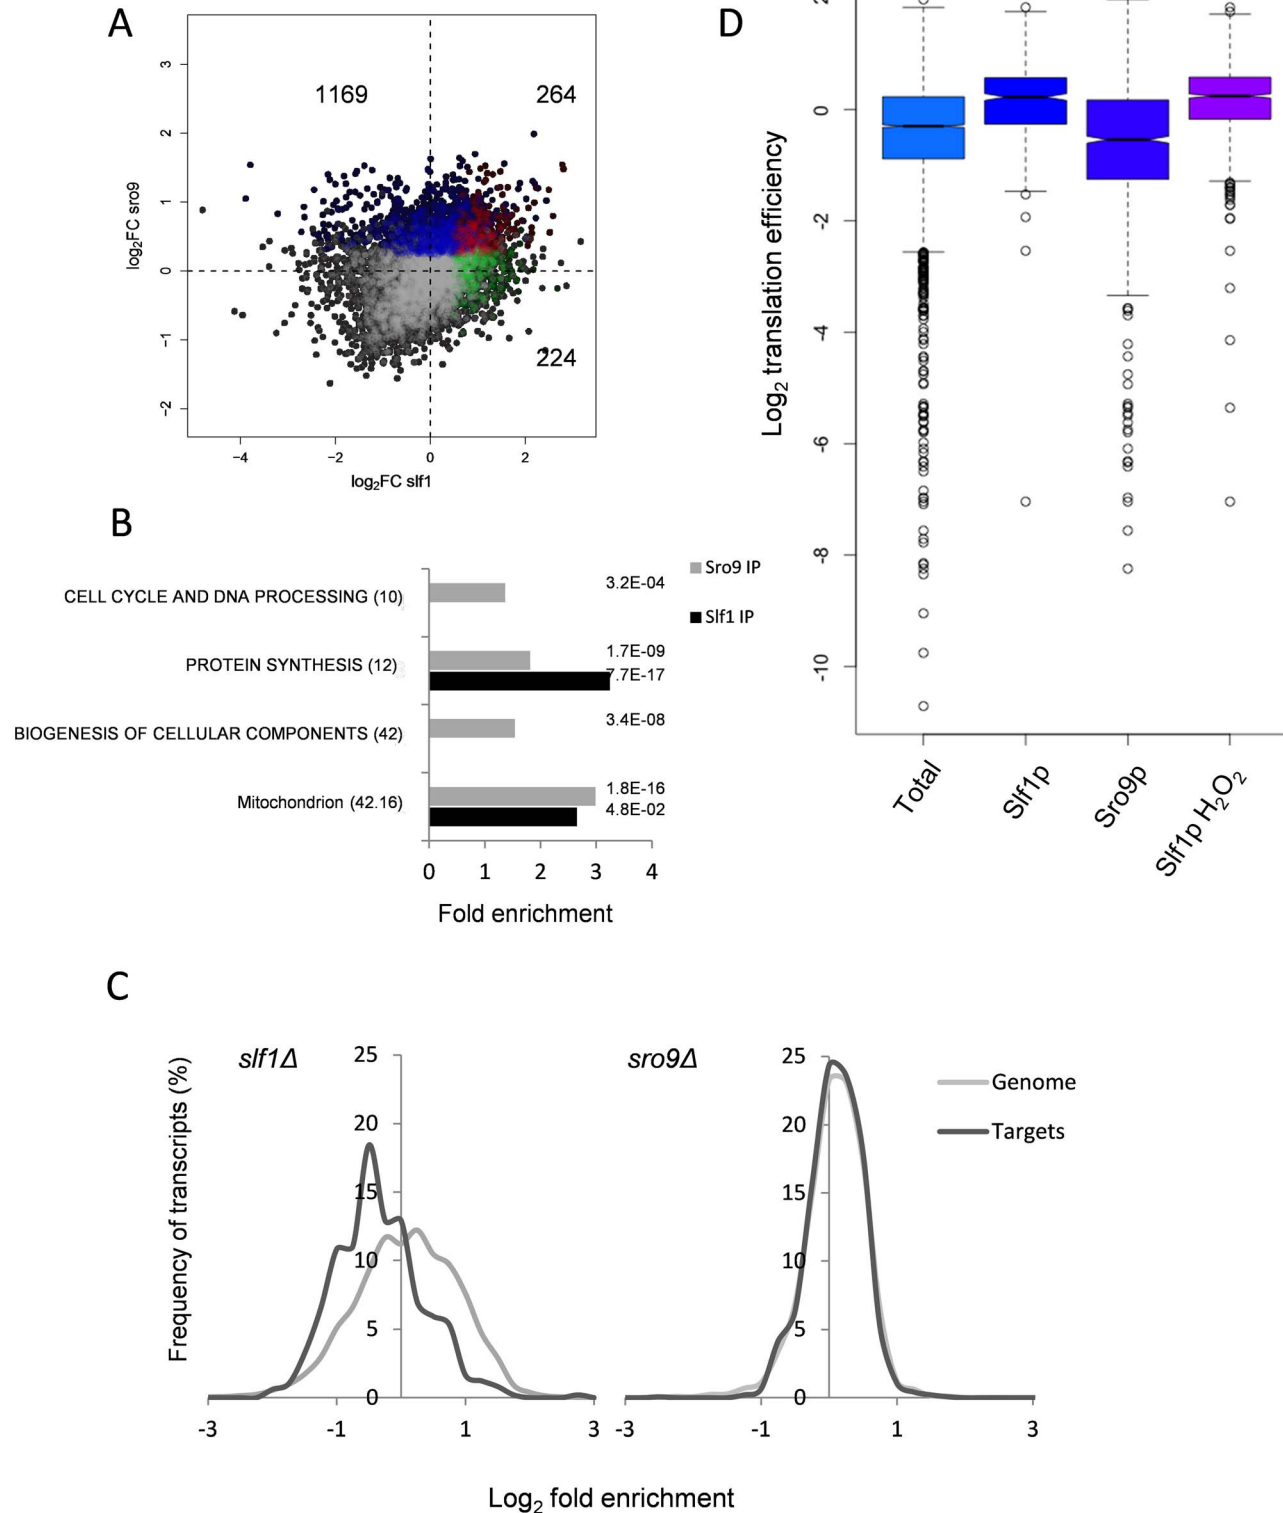 A
3
2
1
0
−1
−2
log2FC sro9
1169
264
224
−4
−2
0
2
log2FC slf1
B
CELL CYCLE AND DNA PROCESSING (10)
PROTEIN SYNTHESIS (12)
BIOGENESIS OF CELLULAR COMPONENTS (42)
Mitochondrion (42.16)
3.2E-04
1.7E-09
7.7E-17
3.4E-08
1.8E-16
4.8E-02
Sro9 IP
Slf1 IP
0 1 2 3 4
Fold enrichment
D
2
0
-2
-4
-6
-8
-10
Log2 translation efficiency
Total
Slf1p
Sro9p
Slf1p H2O2
C
Frequency of transcripts (%)
slf1Δ
25
20
15
10
5
0
-3 -1 1 3
sro9Δ
25
20
15
10
5
0
-3 -1 1 3
Genome
Targets
Log2 fold enrichment